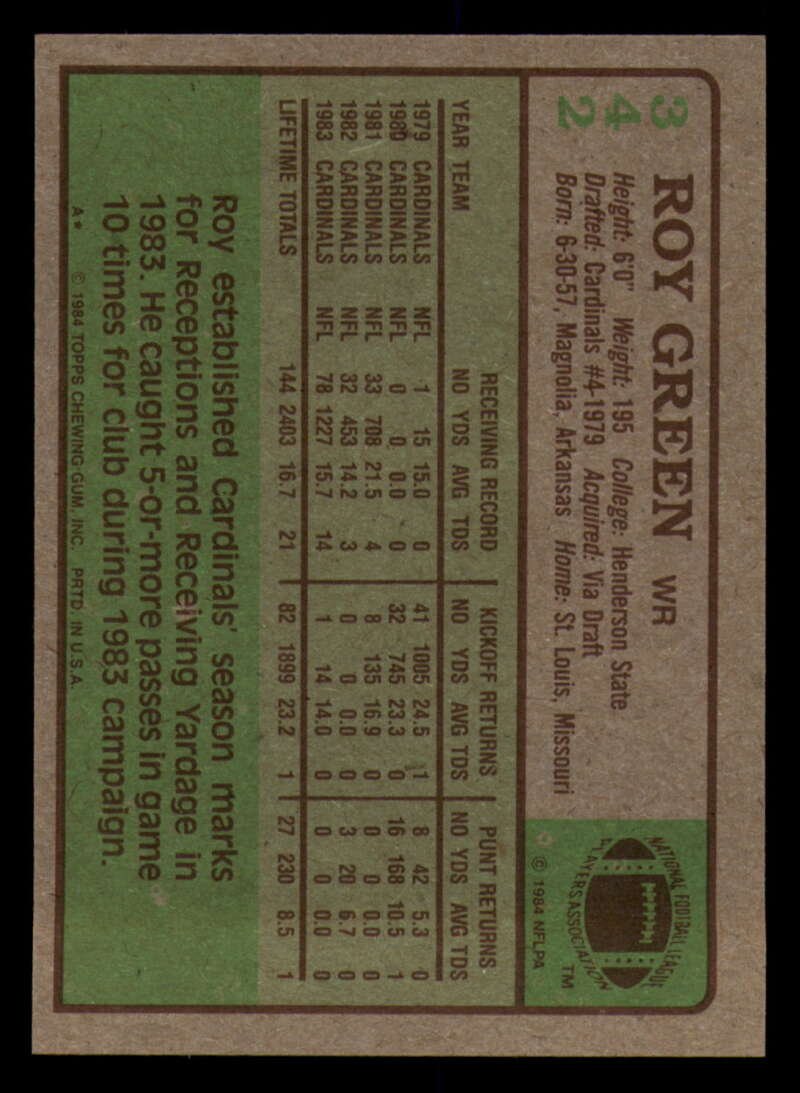 342
ROY GREEN WR
Height: 6'0" Weight: 195 College: Henderson State
Drafted: Cardinals #4-1979 Acquired: Via Draft
Born: 6-30-57, Magnolia, Arkansas Home: St. Louis, Missouri
NATIONAL FOOTBALL LEAGUE
PLAYERS ASSOCIATION
TM
© 1984 NFLPA
RECEIVING RECORD KICKOFF RETURNS PUNT RETURNS
YEAR TEAM NO YDS AVG TDS NO YDS AVG TDS NO YDS AVG TDS
1979 CARDINALS NFL 1 15 15.0 0 41 1005 24.5 1 8 42 5.3 0
1980 CARDINALS NFL 0 0 0.0 0 32 745 23.3 0 16 168 10.5 1
1981 CARDINALS NFL 33 708 21.5 4 8 135 16.9 0 0 0 0.0 0
1982 CARDINALS NFL 32 453 14.2 3 0 0 0.0 0 3 20 6.7 0
1983 CARDINALS NFL 78 1227 15.7 14 1 14 14.0 0 0 0 0.0 0
LIFETIME TOTALS 144 2403 16.7 21 82 1899 23.2 1 27 230 8.5 1
Roy established Cardinals' season marks
for Receptions and Receiving Yardage in
1983. He caught 5-or-more passes in game
10 times for club during 1983 campaign.
A* © 1984 TOPPS CHEWING GUM, INC. PRTD. IN U.S.A.